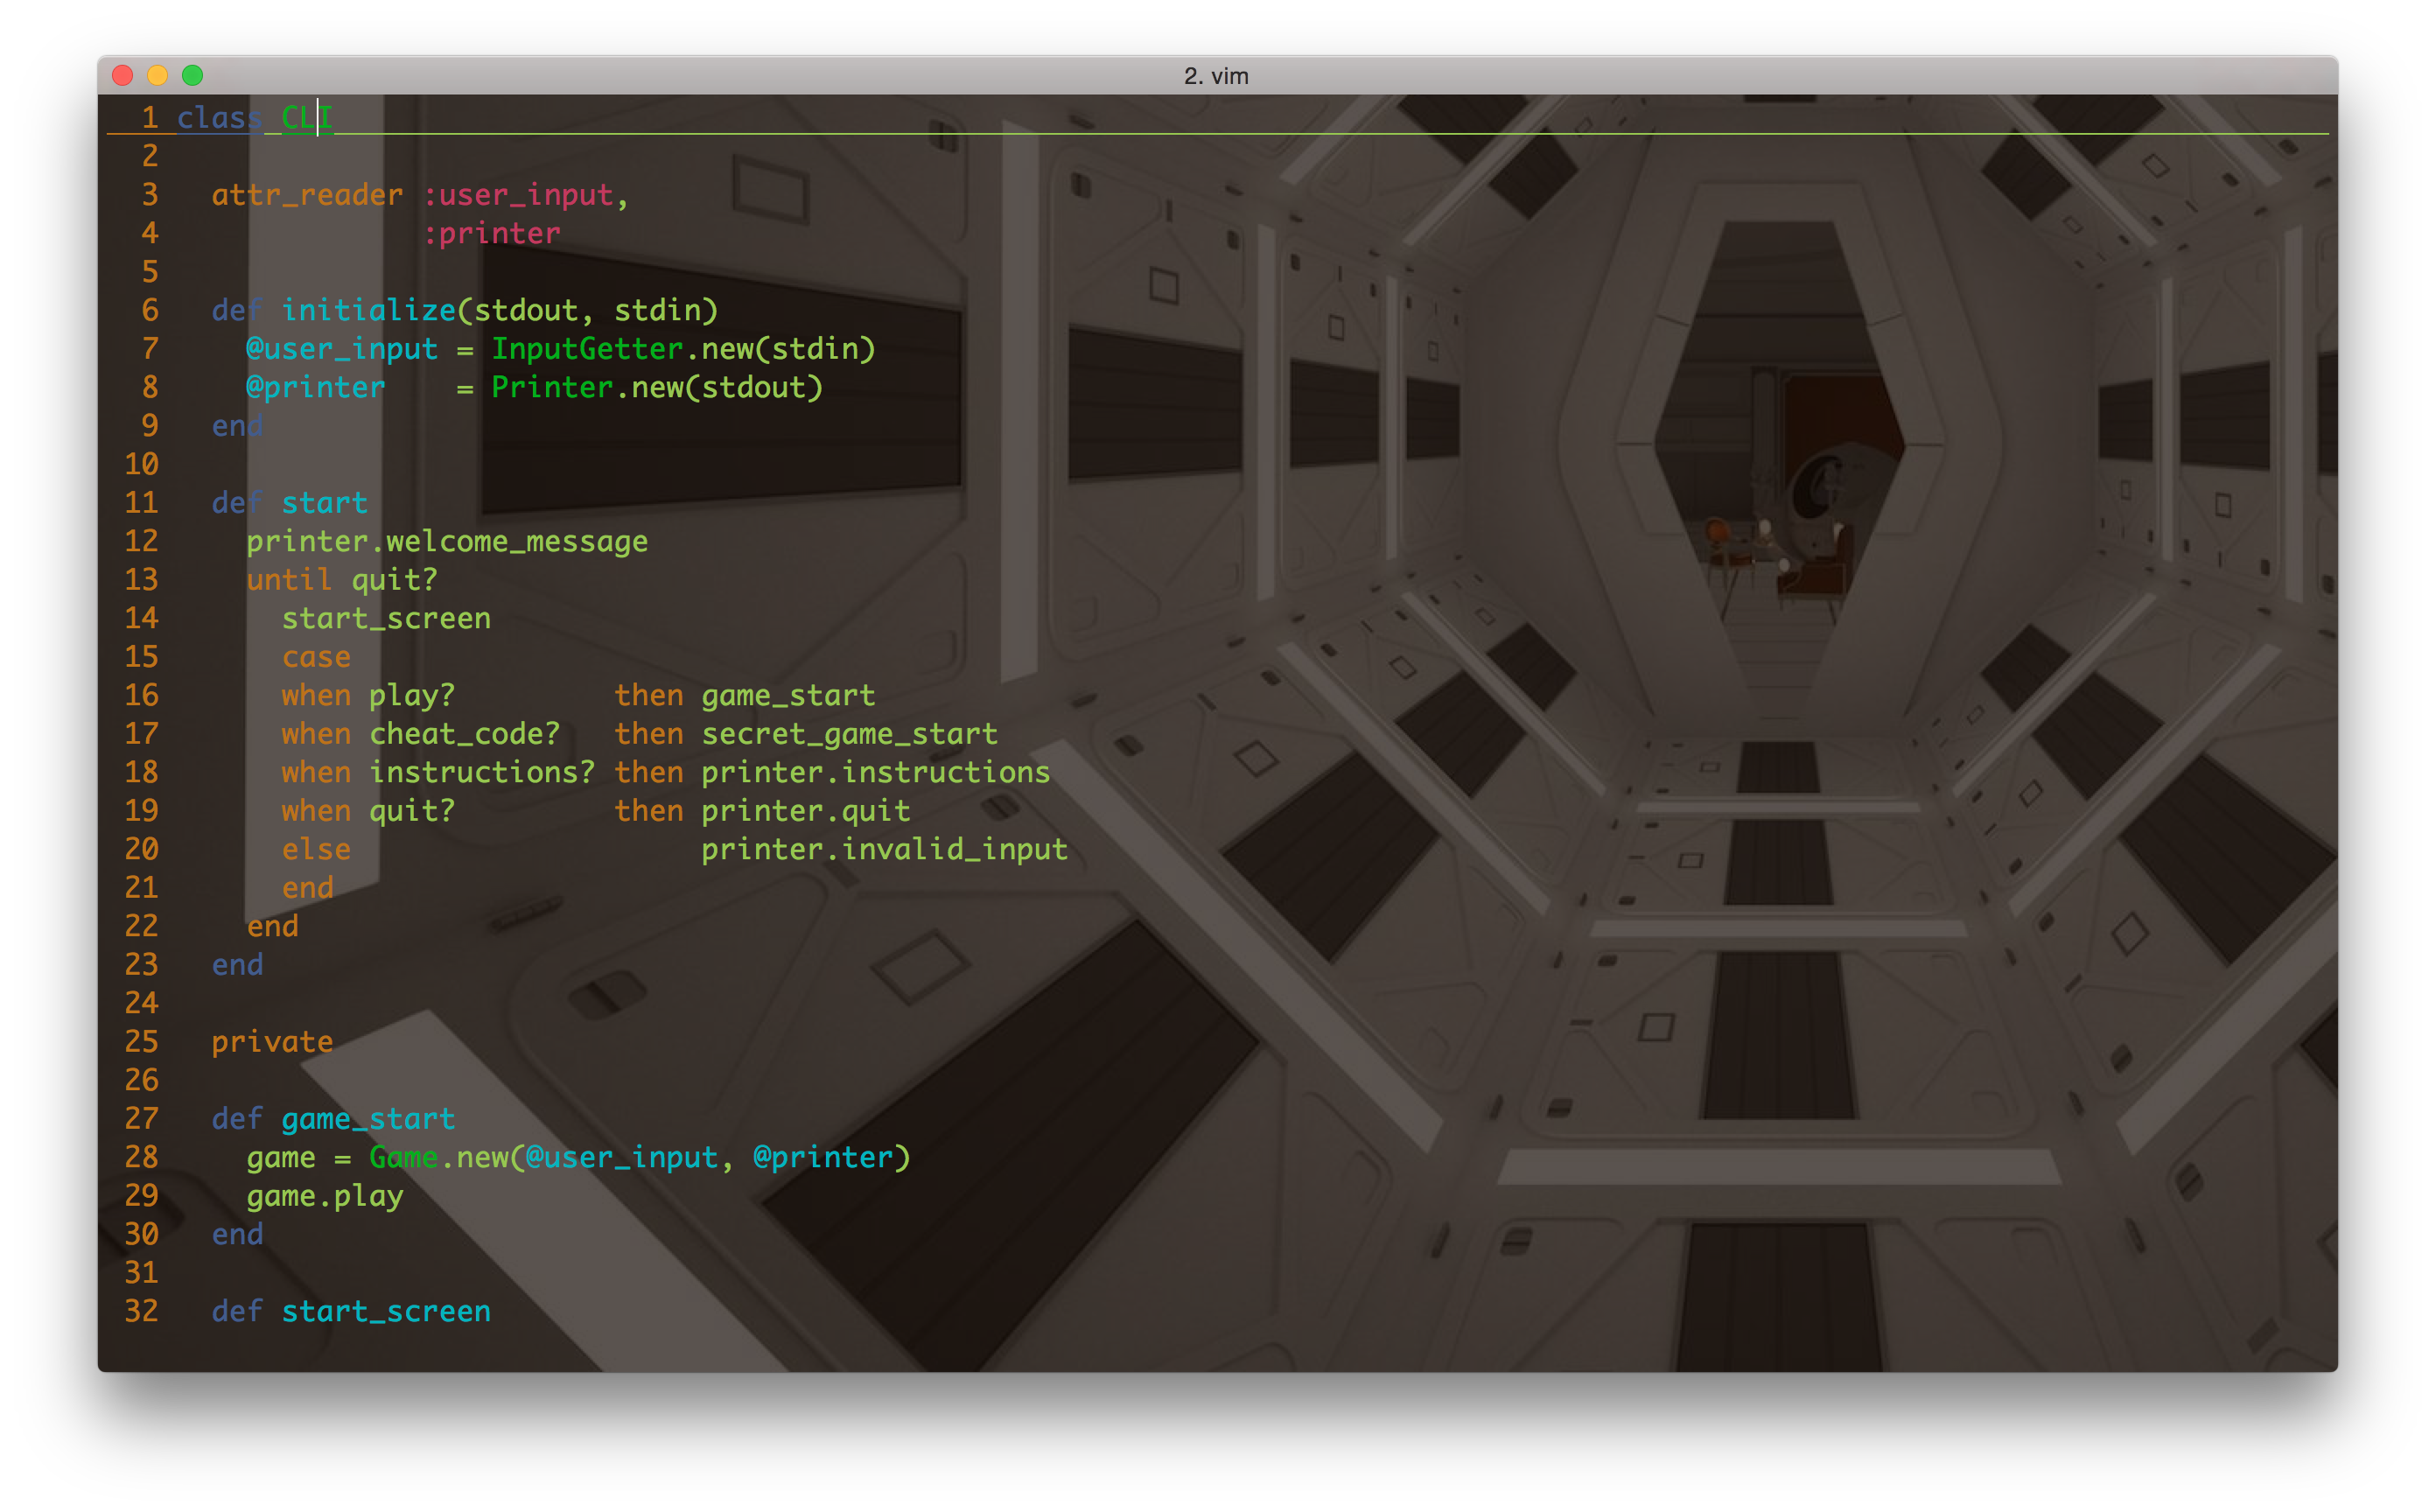 2. vim
1 class CLI
2
3   attr_reader :user_input,
4               :printer
5
6   def initialize(stdout, stdin)
7     @user_input = InputGetter.new(stdin)
8     @printer    = Printer.new(stdout)
9   end
10
11   def start
12     printer.welcome_message
13     until quit?
14       start_screen
15       case
16       when play?         then game_start
17       when cheat_code?   then secret_game_start
18       when instructions? then printer.instructions
19       when quit?         then printer.quit
20       else                    printer.invalid_input
21       end
22     end
23   end
24
25   private
26
27   def game_start
28     game = Game.new(@user_input, @printer)
29     game.play
30   end
31
32   def start_screen